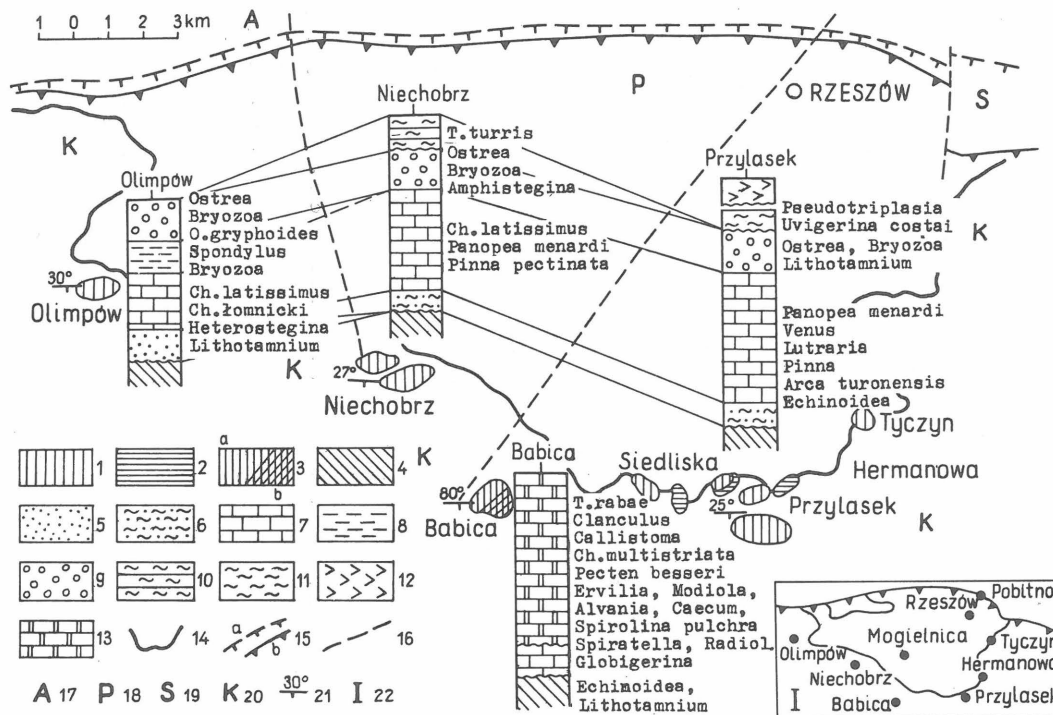 1 0 1 2 3 km
A
P
RZESZÓW
S
K
K
Niechobrz
T.turris
Ostrea
Bryozoa
Amphistegina
Ch.latissimus
Panopea menardi
Pinna pectinata
Olimpów
Ostrea
Bryozoa
O.gryphoides
Spondylus
Bryozoa
Ch.latissimus
Ch.łomnicki
Heterostegina
Lithotamnium
30°
Olimpów
K
27°
Niechobrz
Przylasek
Pseudotriplasia
Uvigerina costai
Ostrea, Bryozoa
Lithotamnium
Panopea menardi
Venus
Lutraria
Pinna
Arca turonensis
Echinoidea
Tyczyn
Hermanowa
Siedliska
25°
Przylasek
K
K
80°
Babica
Babica
T.rabae
Clanculus
Callistoma
Ch.multistriata
Pecten besseri
Ervilia, Modiola,
Alvania, Caecum,
Spirolina pulchra
Spiratella, Radiol.
Globigerina
Echinoidea,
Lithotamnium
1 2 a 3 b 4
5 6 7 8
9 10 11 12
13 14 a 15 b 16
A 17 P 18 S 19 K 20 30° 21 I 22
Pobitno
Rzeszów
Mogielnica
Tyczyn
Olimpów
Hermanowa
Niechobrz
I
Babica
Przylasek